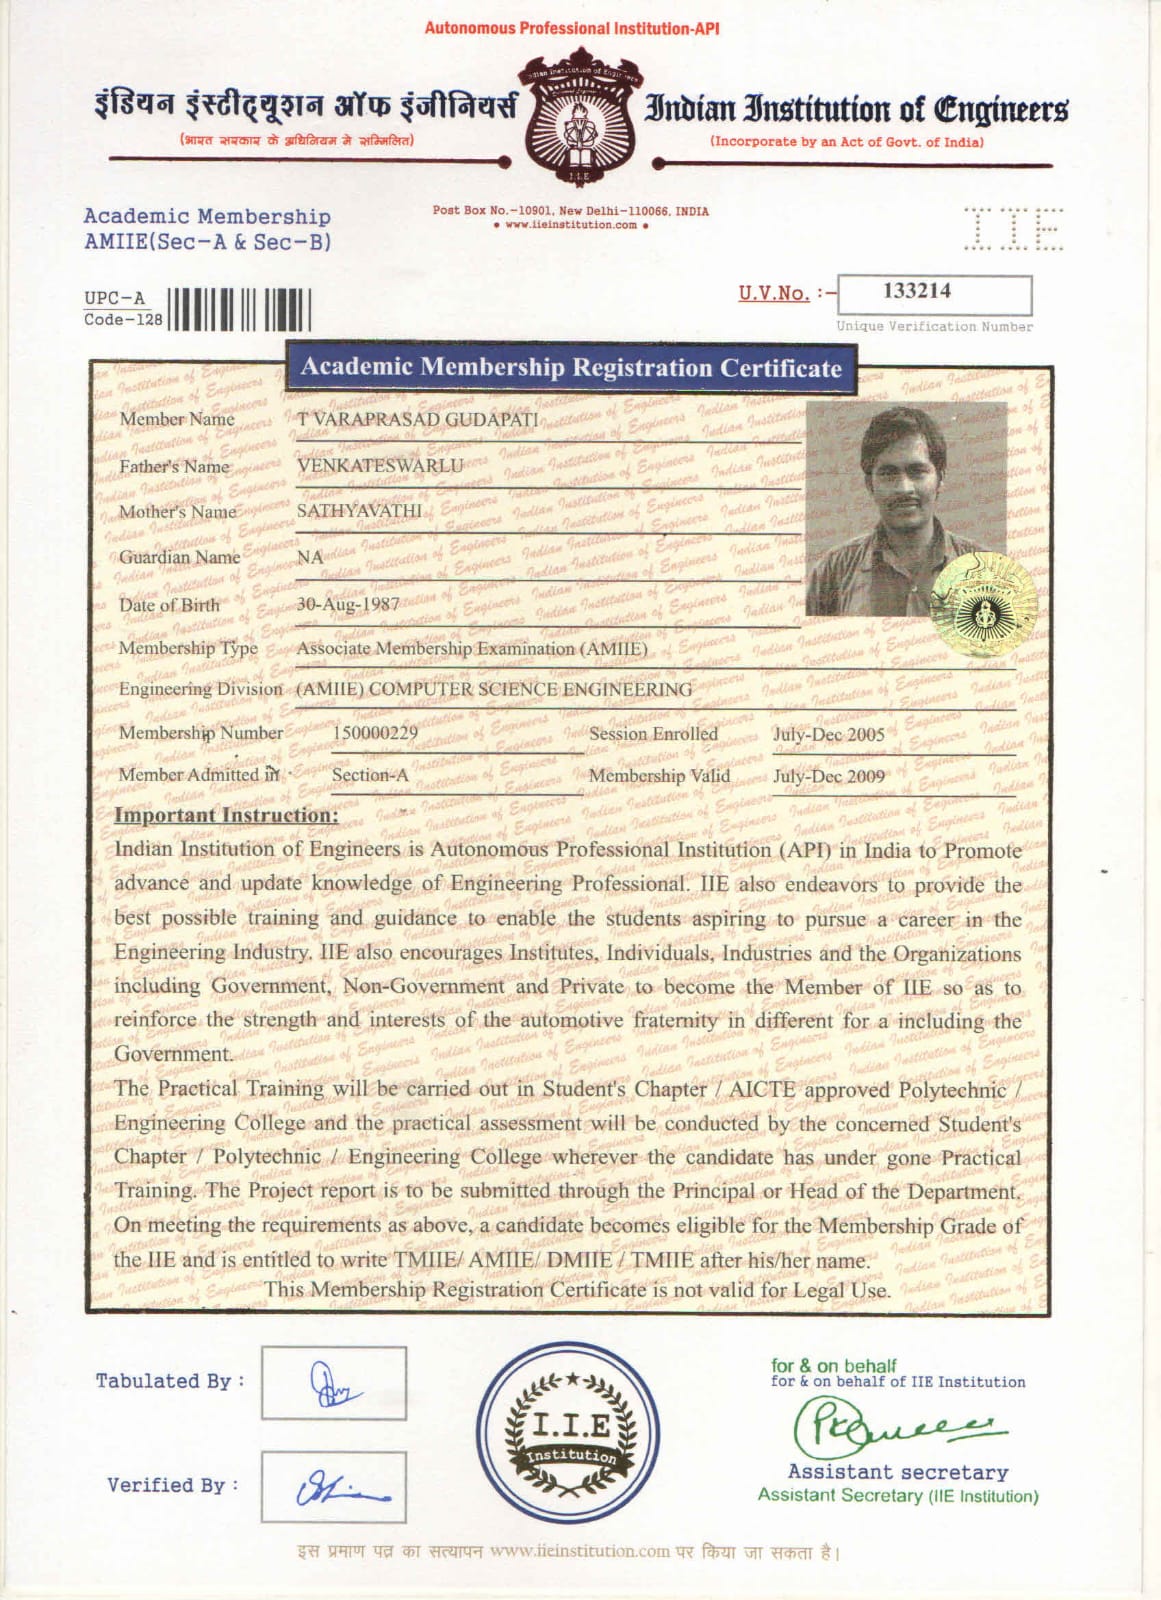 Autonomous Professional Institution-API
इंडियन इंस्टीट्यूशन ऑफ इंजीनियर्स
Indian Institution of Engineers
Indian Institution of Engineers
(भारत सरकार के अधिनियम मे सम्मिलित)
(Incorporate by an Act of Govt. of India)
I.I.E
Post Box No.-10901, New Delhi-110066, INDIA
• www.iieinstitution.com •
Academic Membership
AMIIE(Sec-A & Sec-B)
IIE
UPC-A
Code-128
U.V.No. :-
133214
Unique Verification Number
Academic Membership Registration Certificate
Member Name T VARAPRASAD GUDAPATI
Father's Name VENKATESWARLU
Mother's Name SATHYAVATHI
Guardian Name NA
Date of Birth 30-Aug-1987
Membership Type Associate Membership Examination (AMIIE)
Engineering Division (AMIIE) COMPUTER SCIENCE ENGINEERING
Membership Number 150000229 Session Enrolled July-Dec 2005
Member Admitted in Section-A Membership Valid July-Dec 2009
Important Instruction:
Indian Institution of Engineers is Autonomous Professional Institution (API) in India to Promote
advance and update knowledge of Engineering Professional. IIE also endeavors to provide the
best possible training and guidance to enable the students aspiring to pursue a career in the
Engineering Industry. IIE also encourages Institutes, Individuals, Industries and the Organizations
including Government, Non-Government and Private to become the Member of IIE so as to
reinforce the strength and interests of the automotive fraternity in different for a including the
Government.
The Practical Training will be carried out in Student's Chapter / AICTE approved Polytechnic /
Engineering College and the practical assessment will be conducted by the concerned Student's
Chapter / Polytechnic / Engineering College wherever the candidate has under gone Practical
Training. The Project report is to be submitted through the Principal or Head of the Department.
On meeting the requirements as above, a candidate becomes eligible for the Membership Grade of
the IIE and is entitled to write TMIIE/ AMIIE/ DMIIE / TMIIE after his/her name.
This Membership Registration Certificate is not valid for Legal Use.
Tabulated By :
Verified By :
I.I.E
Institution
for & on behalf
for & on behalf of IIE Institution
Assistant secretary
Assistant Secretary (IIE Institution)
इस प्रमाण पत्र का सत्यापन www.iieinstitution.com पर किया जा सकता है।